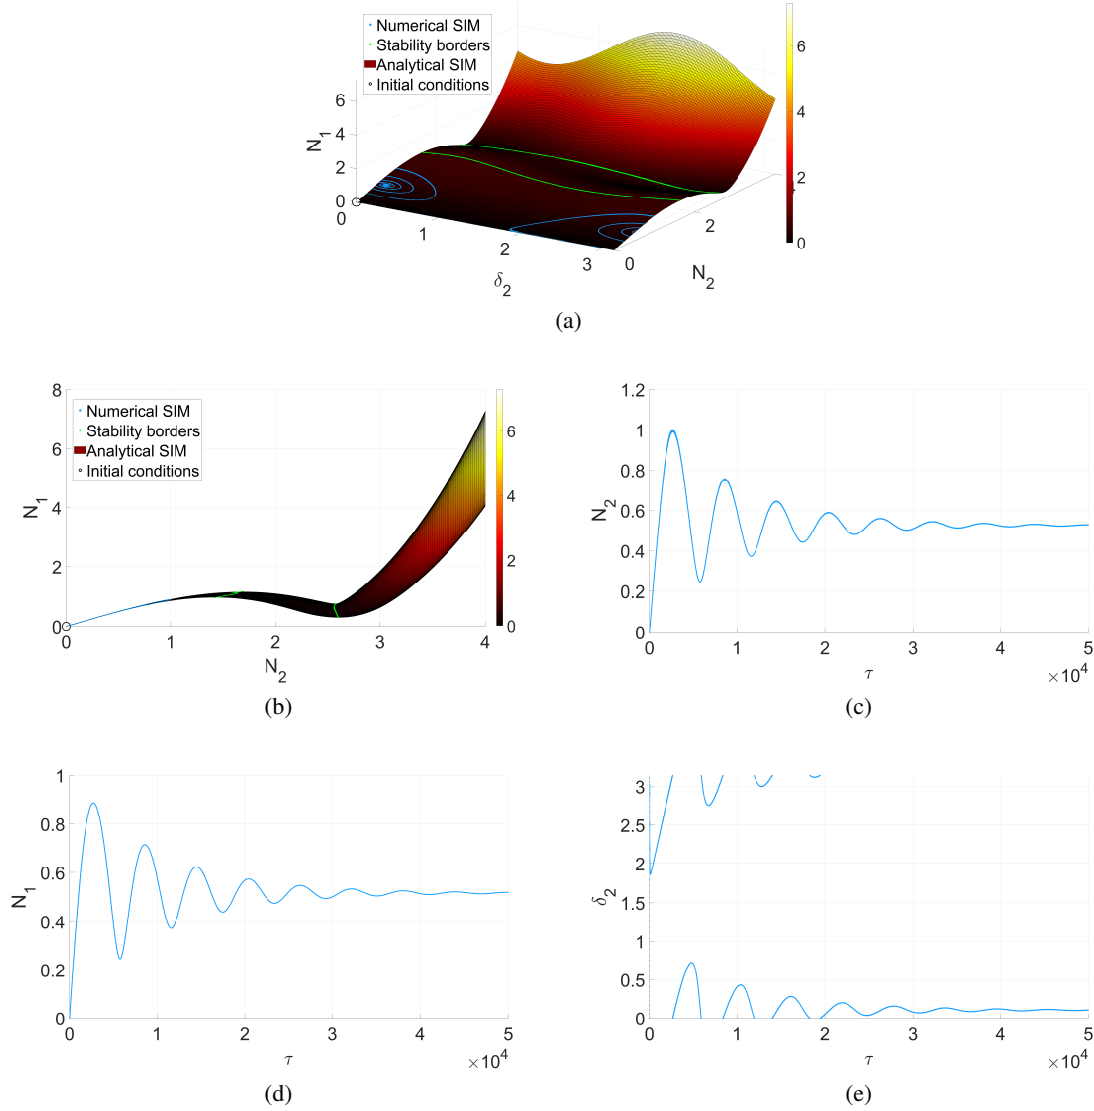 Numerical SIM
Stability borders
Analytical SIM
Initial conditions
N1
6
4
2
0
0
1
2
3
δ2
0
2
N2
6
4
2
0
(a)
8
6
4
2
0
N1
Numerical SIM
Stability borders
Analytical SIM
Initial conditions
0 1 2 3 4
N2
6
4
2
0
(b)
1.2
1
0.8
0.6
0.4
0.2
0
N2
0 1 2 3 4 5
τ
×10^4
(c)
1
0.8
0.6
0.4
0.2
0
N1
0 1 2 3 4 5
τ
×10^4
(d)
3
2.5
2
1.5
1
0.5
0
δ2
0 1 2 3 4 5
τ
×10^4
(e)